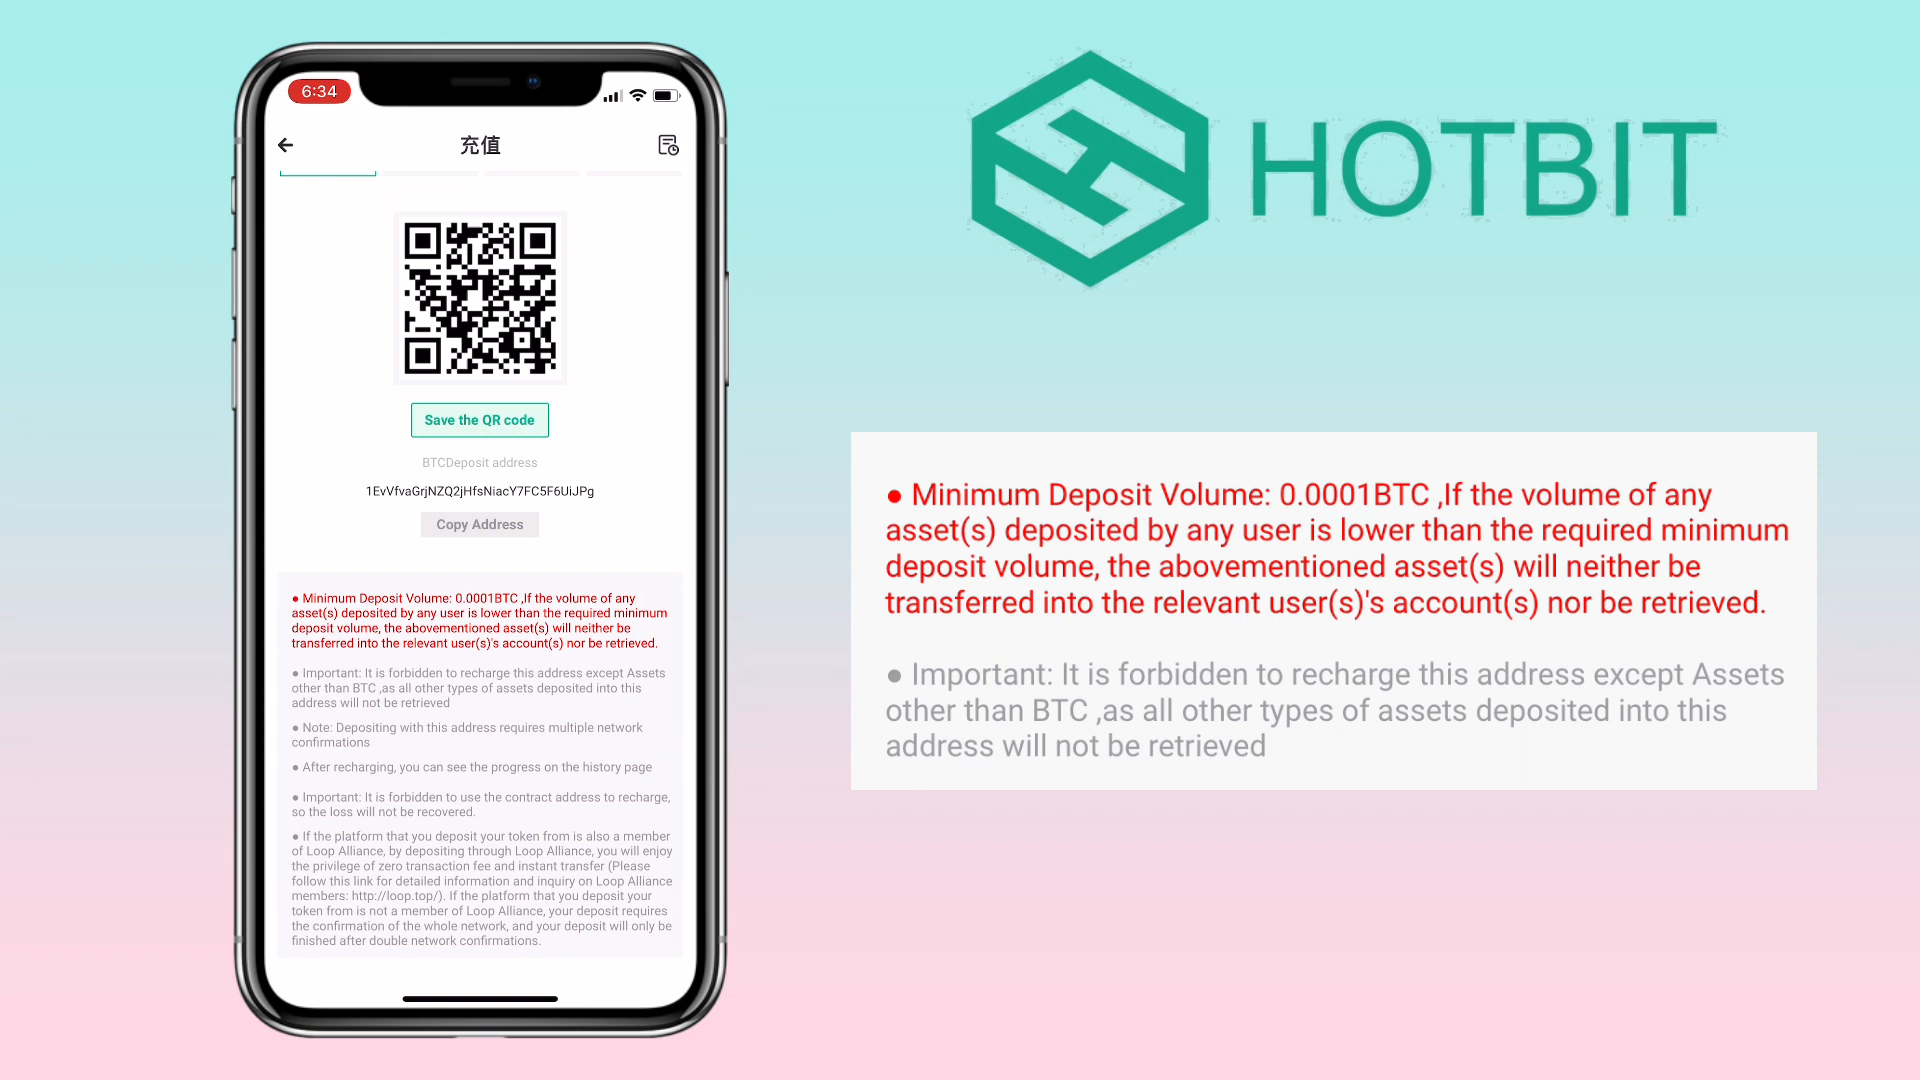 6:34
充值
Save the QR code
BTCDeposit address
1EvVfvaGrjNZQ2jHfsNiacY7FC5F6UiJPg
Copy Address
● Minimum Deposit Volume: 0.0001BTC ,If the volume of any
asset(s) deposited by any user is lower than the required minimum
deposit volume, the abovementioned asset(s) will neither be
transferred into the relevant user(s)'s account(s) nor be retrieved.
● Important: It is forbidden to recharge this address except Assets
other than BTC ,as all other types of assets deposited into this
address will not be retrieved
● Note: Depositing with this address requires multiple network
confirmations
● After recharging, you can see the progress on the history page
● Important: It is forbidden to use the contract address to recharge,
so the loss will not be recovered.
● If the platform that you deposit your token from is also a member
of Loop Alliance, by depositing through Loop Alliance, you will enjoy
the privilege of zero transaction fee and instant transfer (Please
follow this link for detailed information and inquiry on Loop Alliance
members: http://loop.top/). If the platform that you deposit your
token from is not a member of Loop Alliance, your deposit requires
the confirmation of the whole network, and your deposit will only be
finished after double network confirmations.
HOTBIT
● Minimum Deposit Volume: 0.0001BTC ,If the volume of any
asset(s) deposited by any user is lower than the required minimum
deposit volume, the abovementioned asset(s) will neither be
transferred into the relevant user(s)'s account(s) nor be retrieved.
● Important: It is forbidden to recharge this address except Assets
other than BTC ,as all other types of assets deposited into this
address will not be retrieved